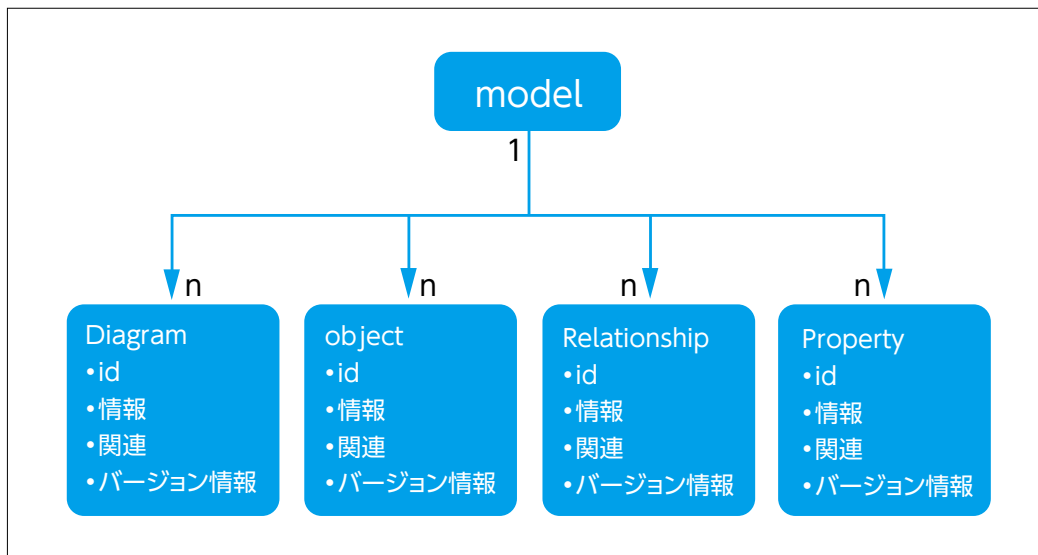 model
1
n
n
n
n
Diagram
•id
•情報
•関連
•バージョン情報
object
•id
•情報
•関連
•バージョン情報
Relationship
•id
•情報
•関連
•バージョン情報
Property
•id
•情報
•関連
•バージョン情報